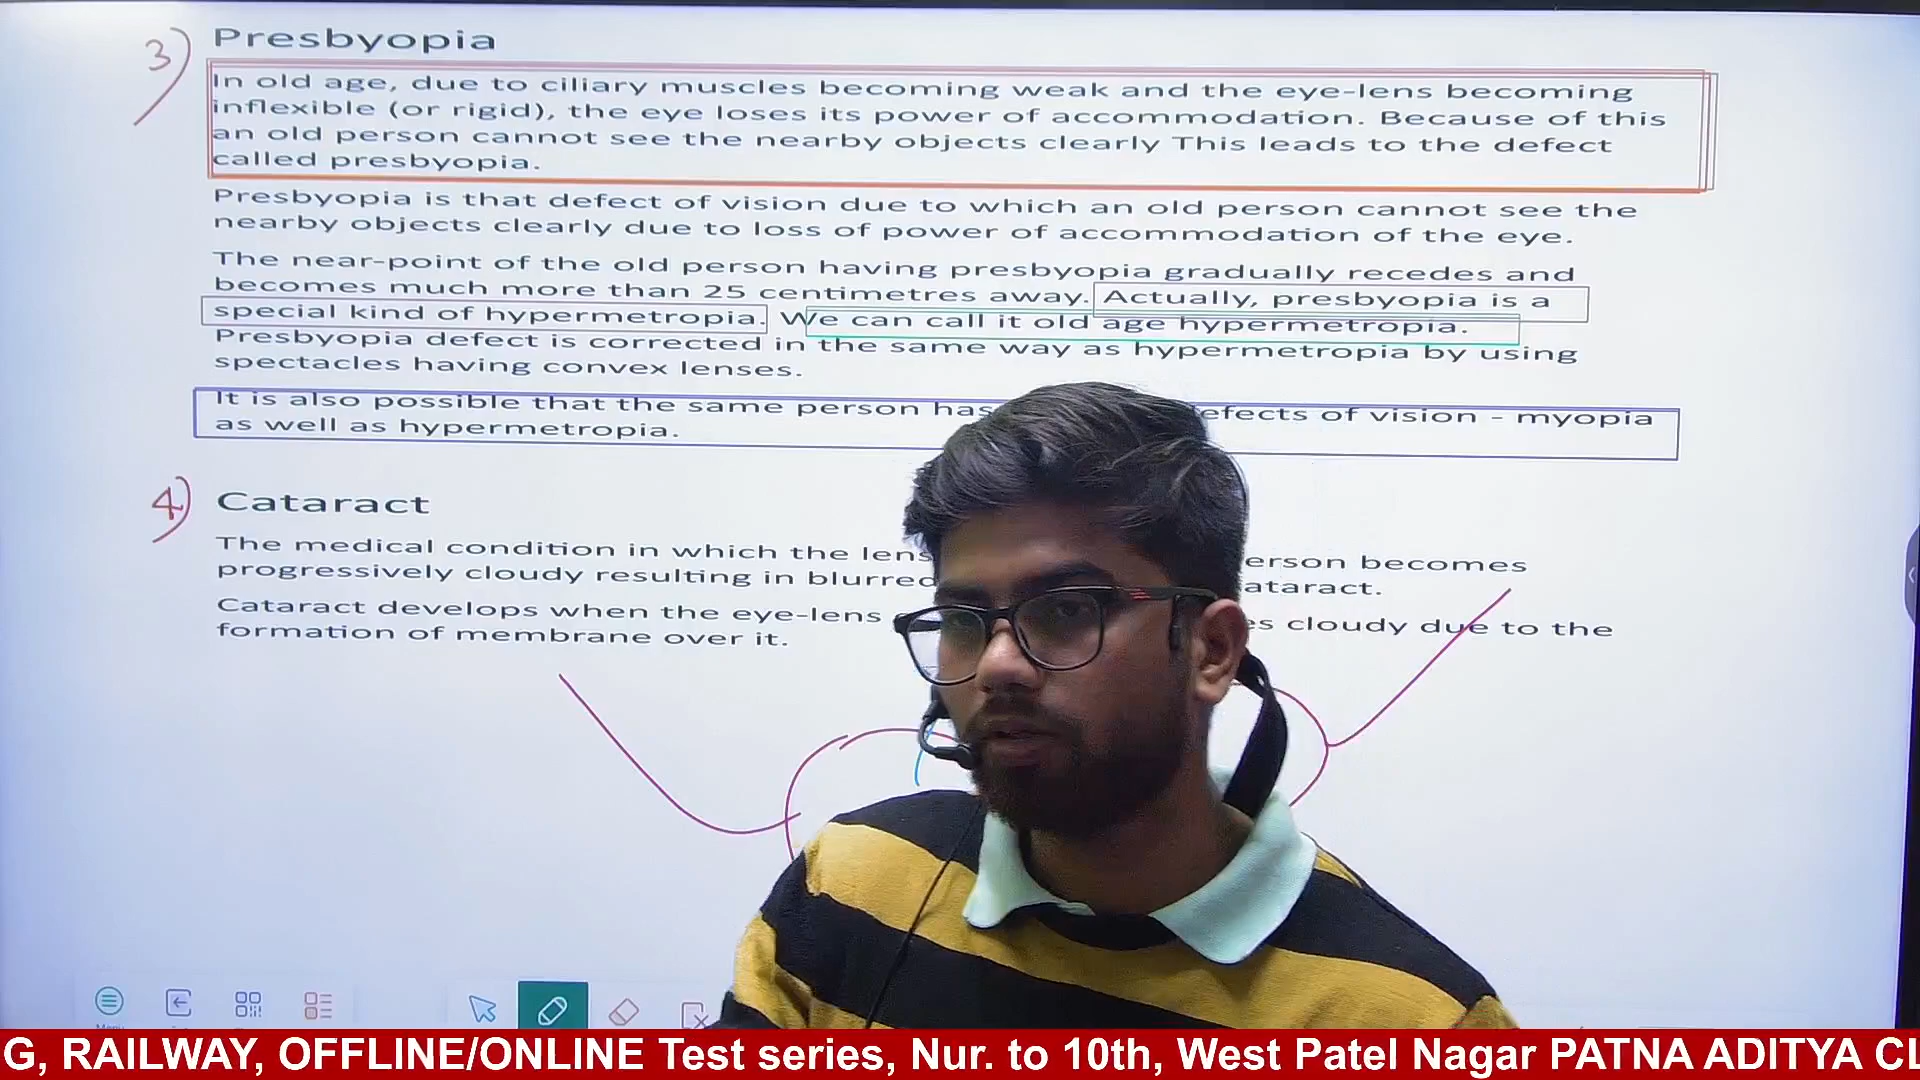 3) Presbyopia
In old age, due to ciliary muscles becoming weak and the eye-lens becoming
inflexible (or rigid), the eye loses its power of accommodation. Because of this
an old person cannot see the nearby objects clearly This leads to the defect
called presbyopia.
Presbyopia is that defect of vision due to which an old person cannot see the
nearby objects clearly due to loss of power of accommodation of the eye.
The near-point of the old person having presbyopia gradually recedes and
becomes much more than 25 centimetres away. Actually, presbyopia is a
special kind of hypermetropia. We can call it old age hypermetropia.
Presbyopia defect is corrected in the same way as hypermetropia by using
spectacles having convex lenses.
It is also possible that the same person has efects of vision - myopia
as well as hypermetropia.
4) Cataract
The medical condition in which the lens erson becomes
progressively cloudy resulting in blurred ataract.
Cataract develops when the eye-lens es cloudy due to the
formation of membrane over it.
G, RAILWAY, OFFLINE/ONLINE Test series, Nur. to 10th, West Patel Nagar PATNA ADITYA CL